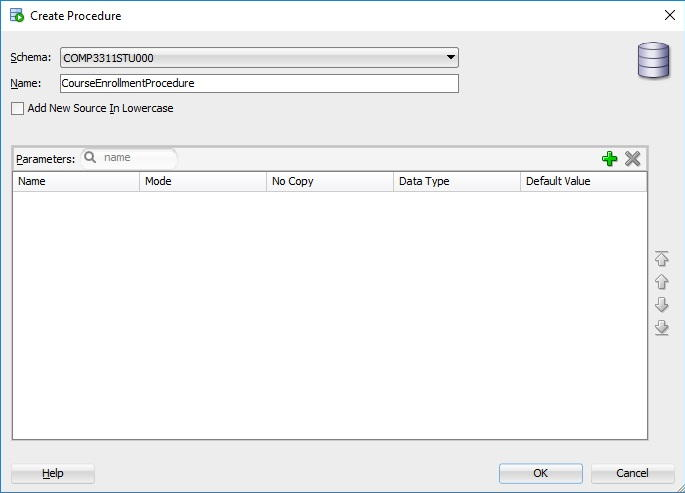 Create Procedure
Schema: COMP3311STU000
Name: CourseEnrollmentProcedure
Add New Source In Lowercase
Parameters: name
Name Mode No Copy Data Type Default Value
Help OK Cancel